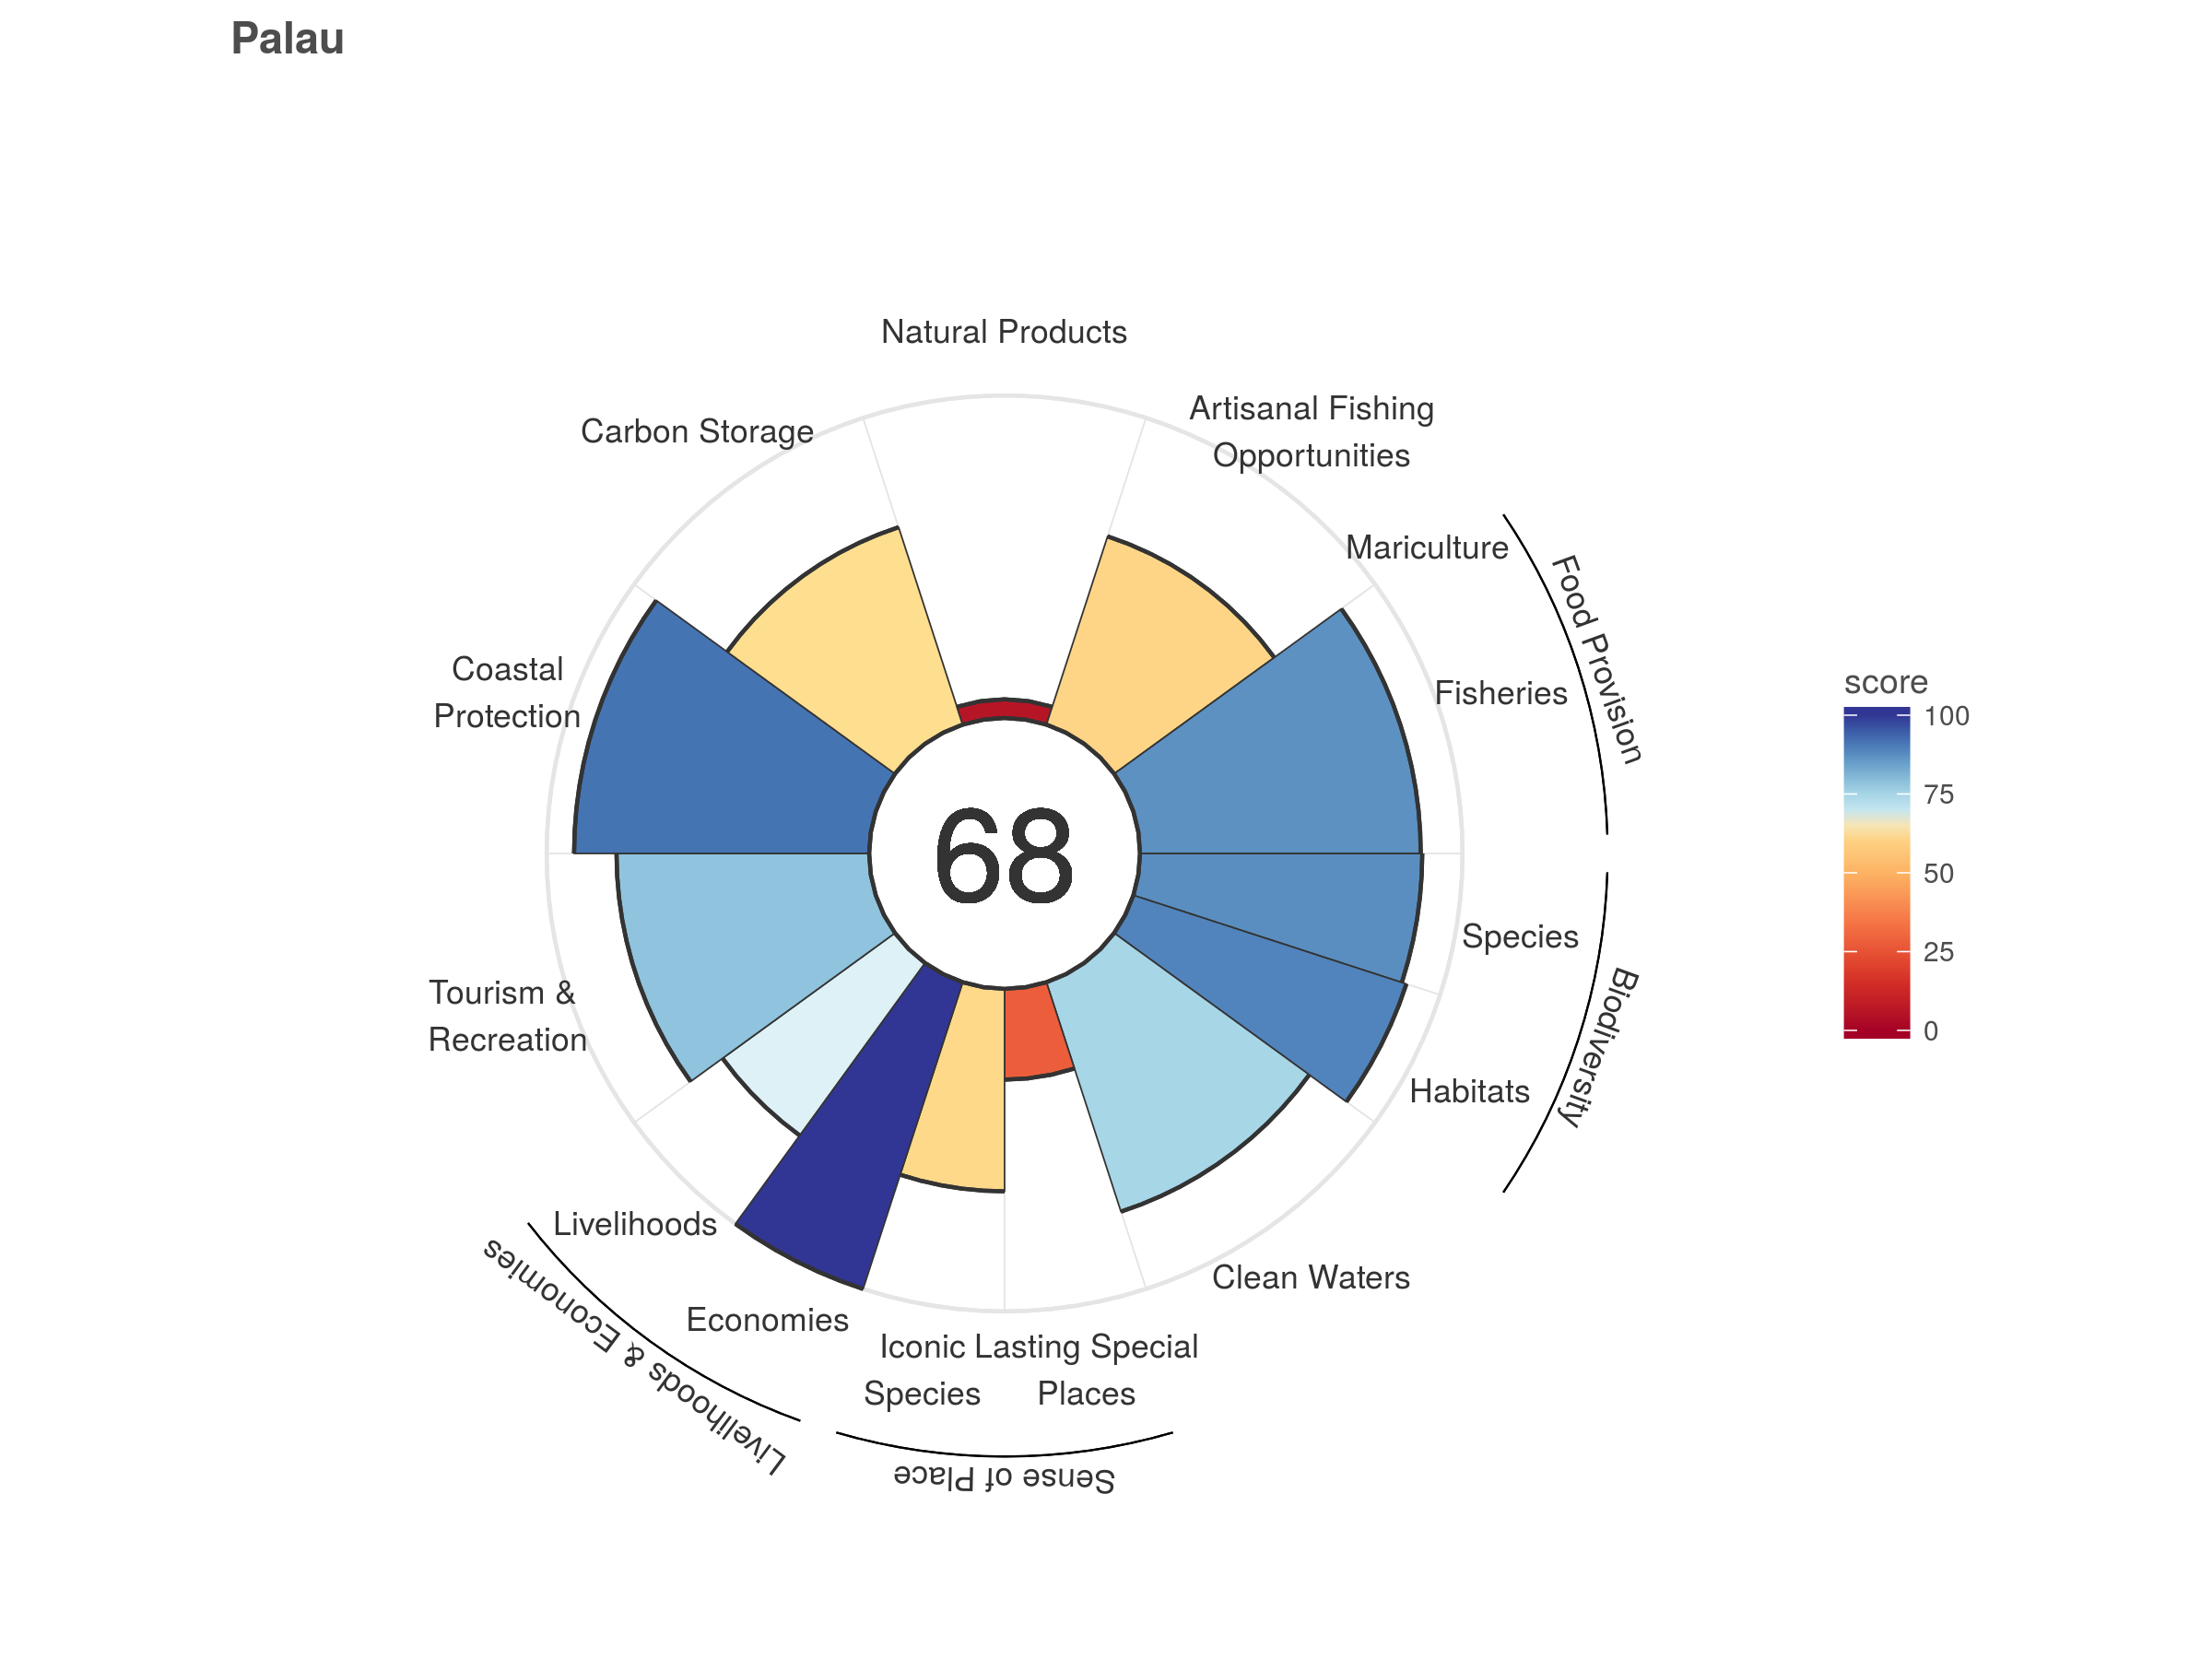 Palau
Natural Products
Carbon Storage
Artisanal Fishing
Opportunities
Mariculture
Food Provision
Fisheries
Coastal
Protection
68
score
100
75
50
25
0
Species
Biodiversity
Habitats
Tourism &
Recreation
Livelihoods
Livelihoods & Economies
Economies
Clean Waters
Iconic
Species
Lasting Special
Places
Sense of Place